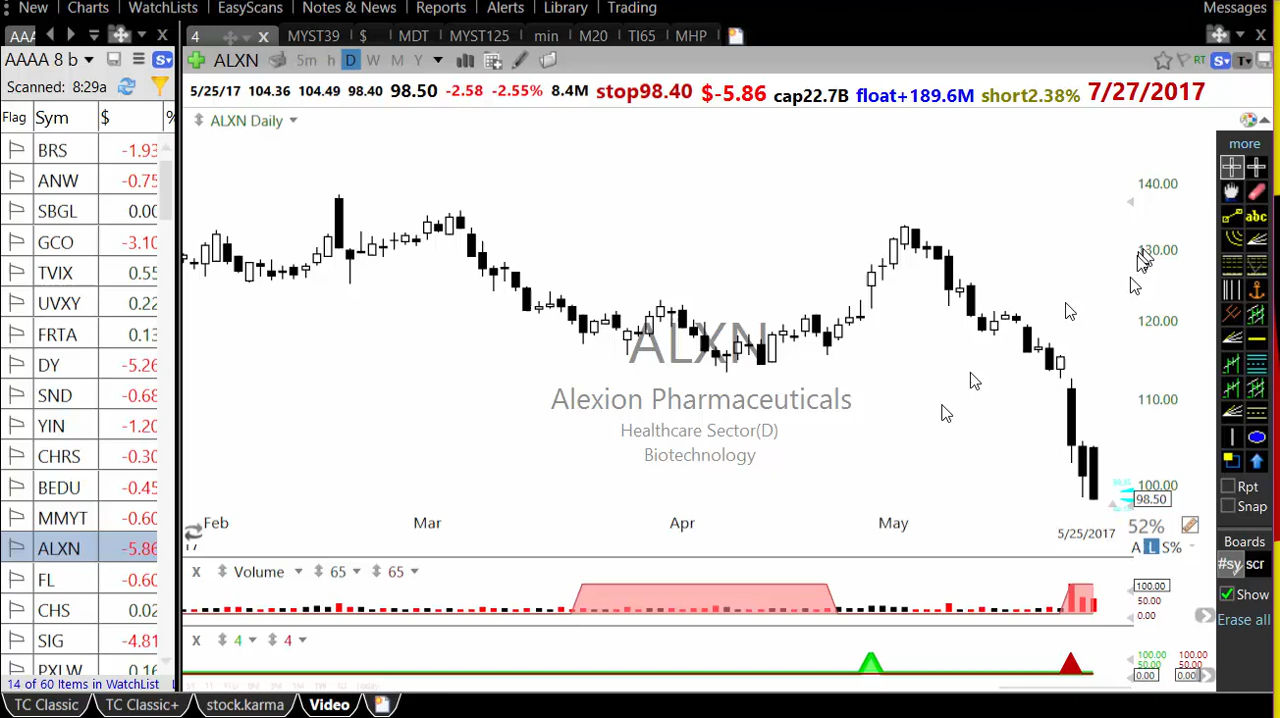 New Charts WatchLists EasyScans Notes & News Reports Alerts Library Trading Messages
AAA 4 MYST39 $ MDT MYST125 min M20 TI65 MHP
AAAA 8 b ALXN 5m h D W M Y RT S T
Scanned: 8:29a 5/25/17 104.36 104.49 98.40 98.50 -2.58 -2.55% 8.4M stop98.40 $-5.86 cap22.7B float+189.6M short2.38% 7/27/2017
Flag Sym $ %
ALXN Daily
more
abc
BRS -1.93
ANW -0.75
SBGL 0.00
GCO -3.10
TVIX 0.55
UVXY 0.22
FRTA 0.13
DY -5.26
SND -0.68
YIN -1.20
CHRS -0.30
BEDU -0.45
MMYT -0.60
ALXN -5.86
FL -0.60
CHS 0.02
SIG -4.81
PXLW 0.16
14 of 60 Items in WatchList
140.00
130.00
120.00
110.00
100.00
98.50
ALXN
Alexion Pharmaceuticals
Healthcare Sector(D)
Biotechnology
Feb Mar Apr May 5/25/2017
17
52%
A L S%
Volume 65 65
100.00
50.00
0.00
4 4
100.00 100.00
50.00 50.00
0.00 0.00
Rpt
Snap
Boards
#sy scr
Show
Erase all
TC Classic TC Classic+ stock.karma Video